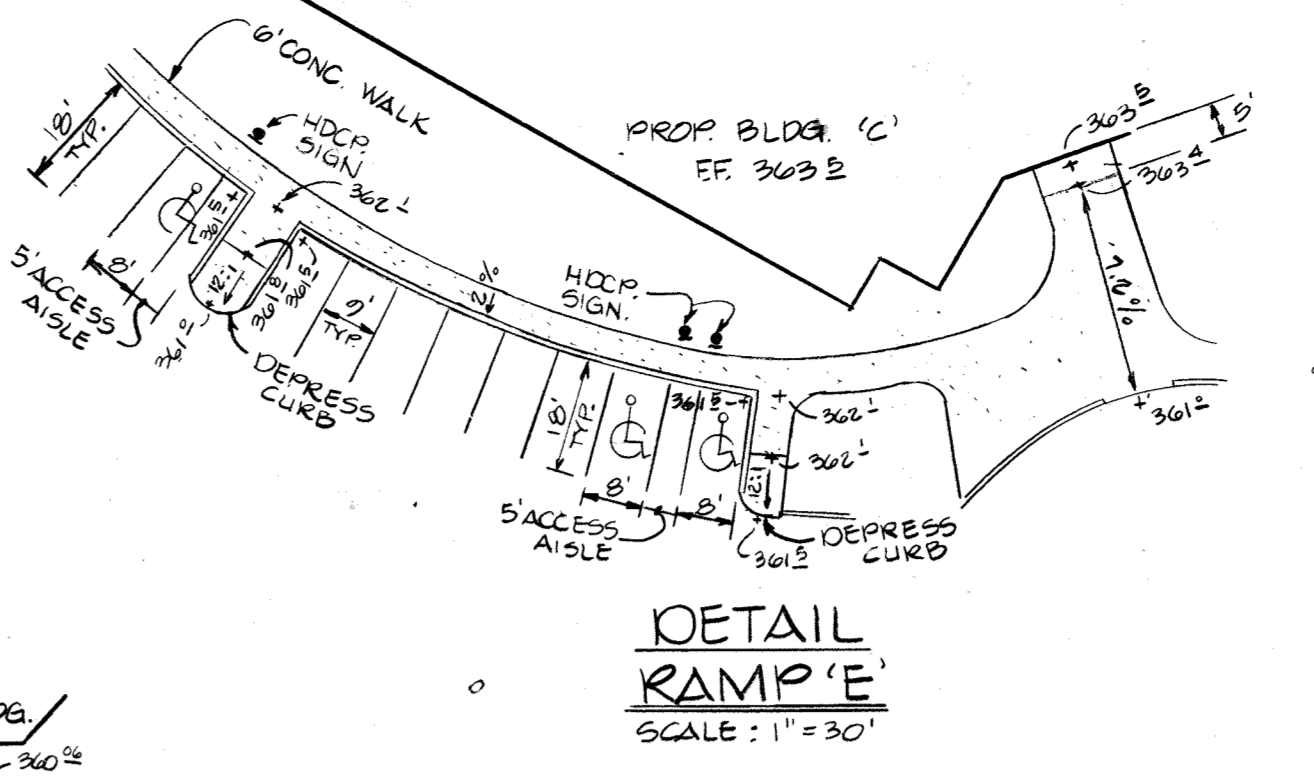 6' CONC. WALK
18'
TYP.
HDCP.
SIGN
362 1
PROP. BLDG. 'C'
F.F. 363 5
363 5
5'
363 4
361 5
8'
5' ACCESS
AISLE
12:1
361 0
361 8
361 5
9'
TYP.
DEPRESS
CURB
2%
HDCP.
SIGN.
7.2%
361 0
18'
TYP.
361 5
362 1
362 1
8'
8'
12:1
5' ACCESS
AISLE
361 5
DEPRESS
CURB
DETAIL
RAMP 'E'
SCALE : 1" = 30'
G.
360 06